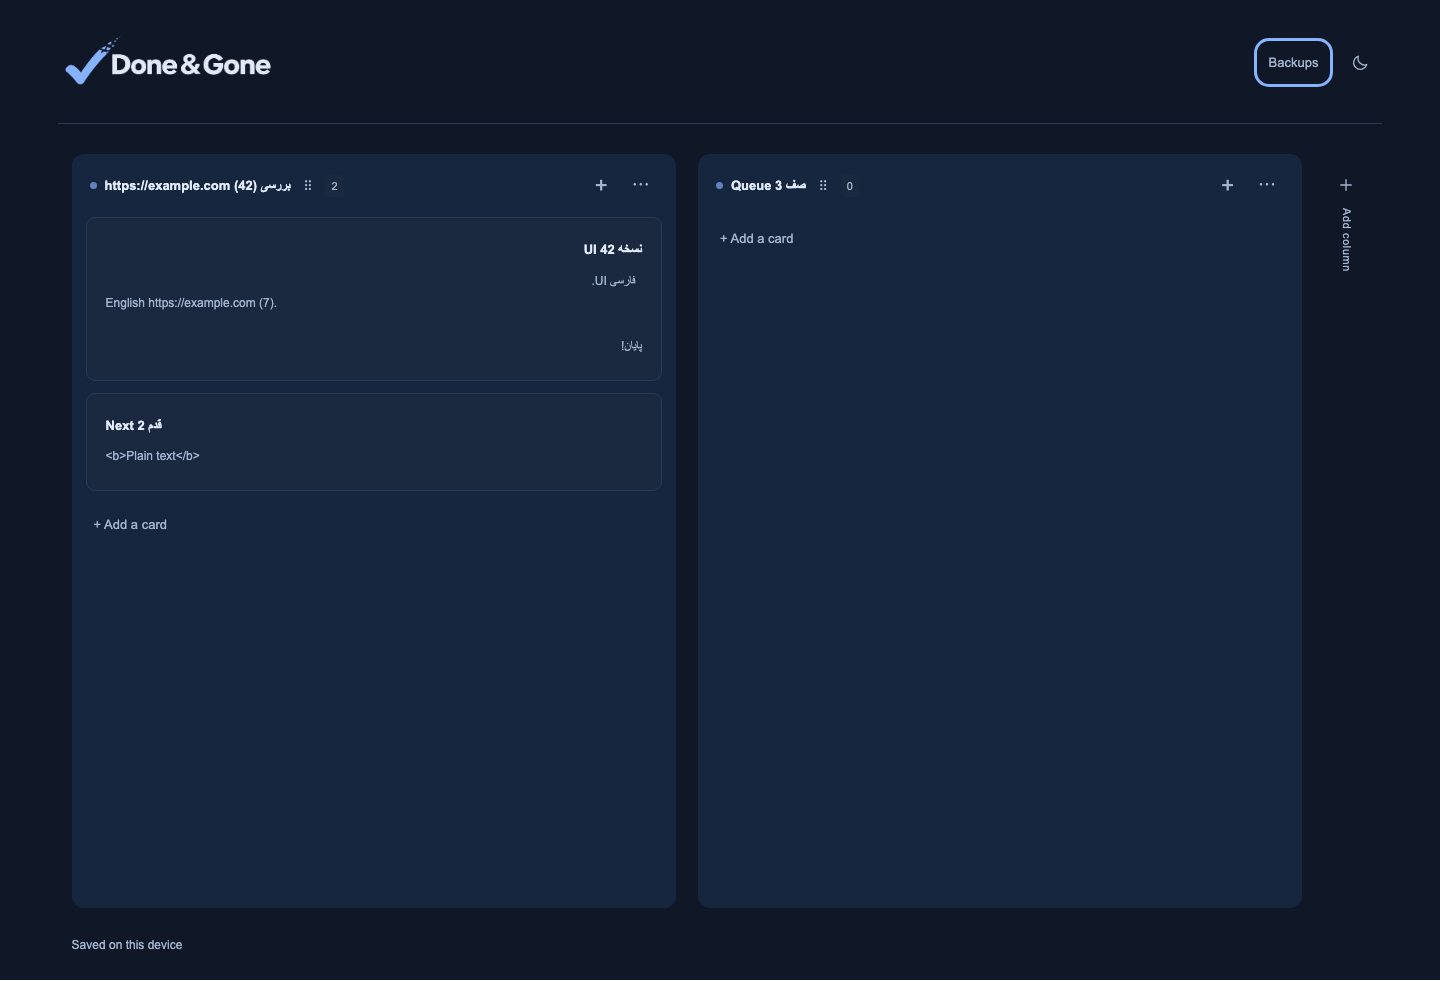 Done & Gone
Backups
https://example.com (42) بررسی
2
+
...
نسخه UI 42
فارسی UI.
English https://example.com (7).
پایان!
Next 2 قدم
<b>Plain text</b>
+ Add a card
Queue 3 صف
0
+
...
+ Add a card
+
Add column
Saved on this device